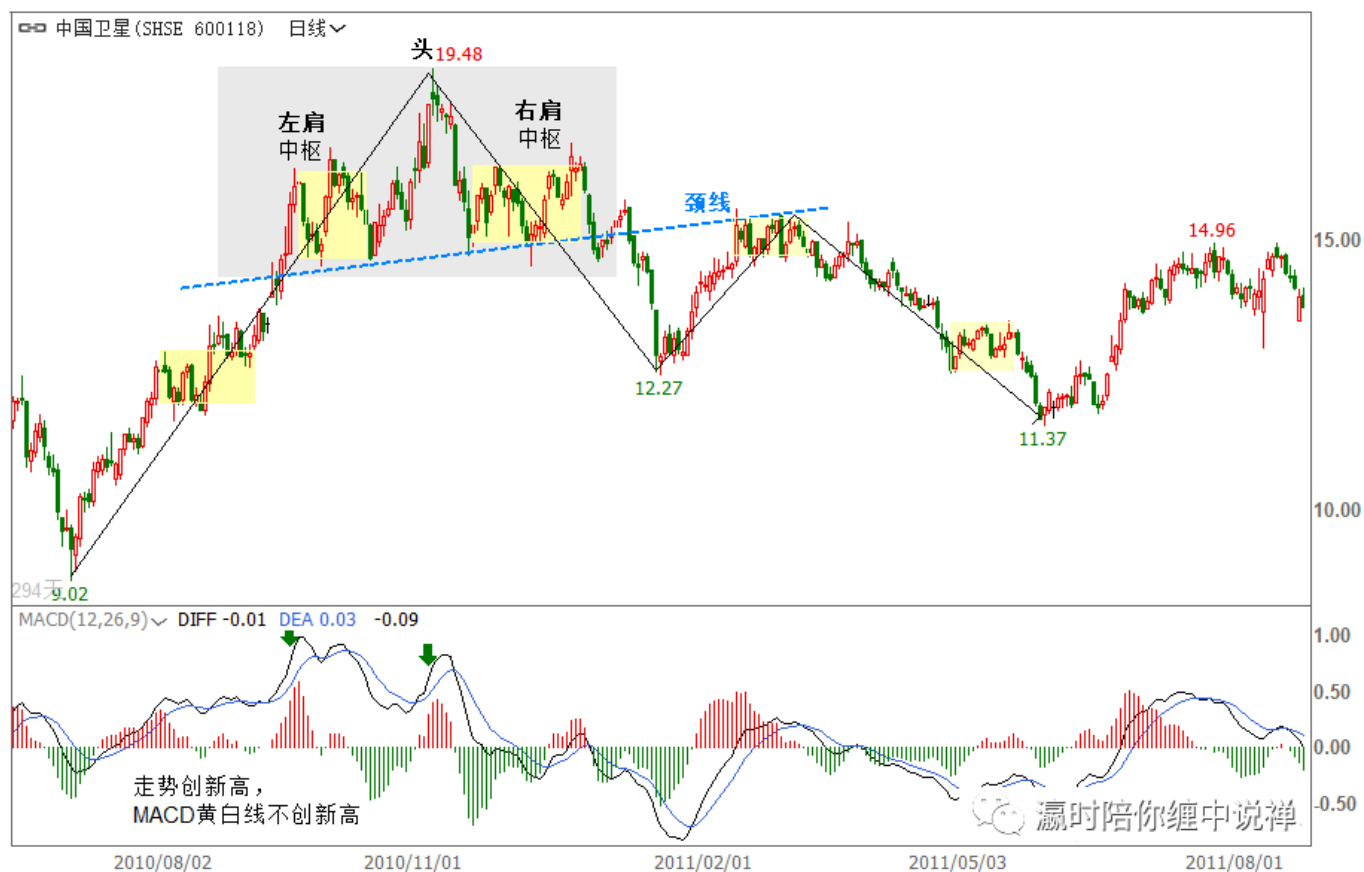 中国卫星(SHSE 600118) 日线
头 19.48
左肩
中枢
右肩
中枢
颈线
14.96
15.00
12.27
11.37
10.00
294天
9.02
MACD(12,26,9) DIFF -0.01 DEA 0.03 -0.09
1.00
0.50
0.00
-0.50
走势创新高，
MACD黄白线不创新高
瀛时陪你缠中说禅
2010/08/02 2010/11/01 2011/02/01 2011/05/03 2011/08/01